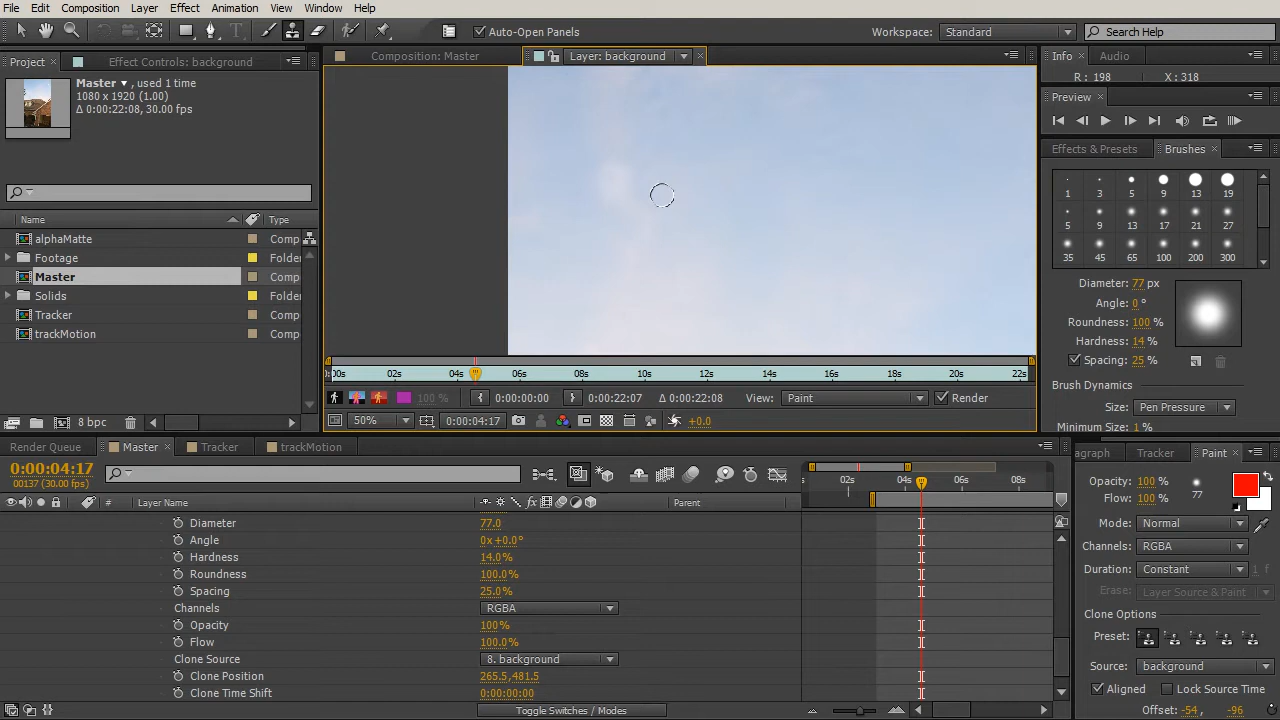 File Edit Composition Layer Effect Animation View Window Help
Auto-Open Panels Workspace: Standard Search Help
Project Effect Controls: background Composition: Master Layer: background Info Audio
Master , used 1 time
1080 x 1920 (1.00)
Δ 0:00:22:08, 30.00 fps
R : 198 X : 318
Preview
Effects & Presets Brushes
1 3 5 9 13 19
5 9 13 17 21 27
35 45 65 100 200 300
Name Type
alphaMatte Comp
Footage Folder
Master Comp
Solids Folder
Tracker Comp
trackMotion Comp
Diameter: 77 px
Angle: 0 °
Roundness: 100 %
Hardness: 14 %
Spacing: 25 %
Brush Dynamics
Size: Pen Pressure
Minimum Size: 1 %
00s 02s 04s 06s 08s 10s 12s 14s 16s 18s 20s 22s
100 % 0:00:00:00 0:00:22:07 Δ 0:00:22:08 View: Paint Render
8 bpc 50% 0:00:04:17 +0.0
Render Queue Master Tracker trackMotion
0:00:04:17
00137 (30.00 fps)
Layer Name Parent
s 04s 06s 08s
Diameter 77.0
Angle 0x +0.0°
Hardness 14.0%
Roundness 100.0%
Spacing 25.0%
Channels RGBA
Opacity 100%
Flow 100.0%
Clone Source 8. background
Clone Position 265.5,481.5
Clone Time Shift 0:00:00:00
Toggle Switches / Modes
agraph Tracker Paint
Opacity: 100 %
Flow: 100 % 77
Mode: Normal
Channels: RGBA
Duration: Constant 1 f
Erase: Layer Source & Paint
Clone Options
Preset:
Source: background
Aligned Lock Source Time
Offset: -54 , -96